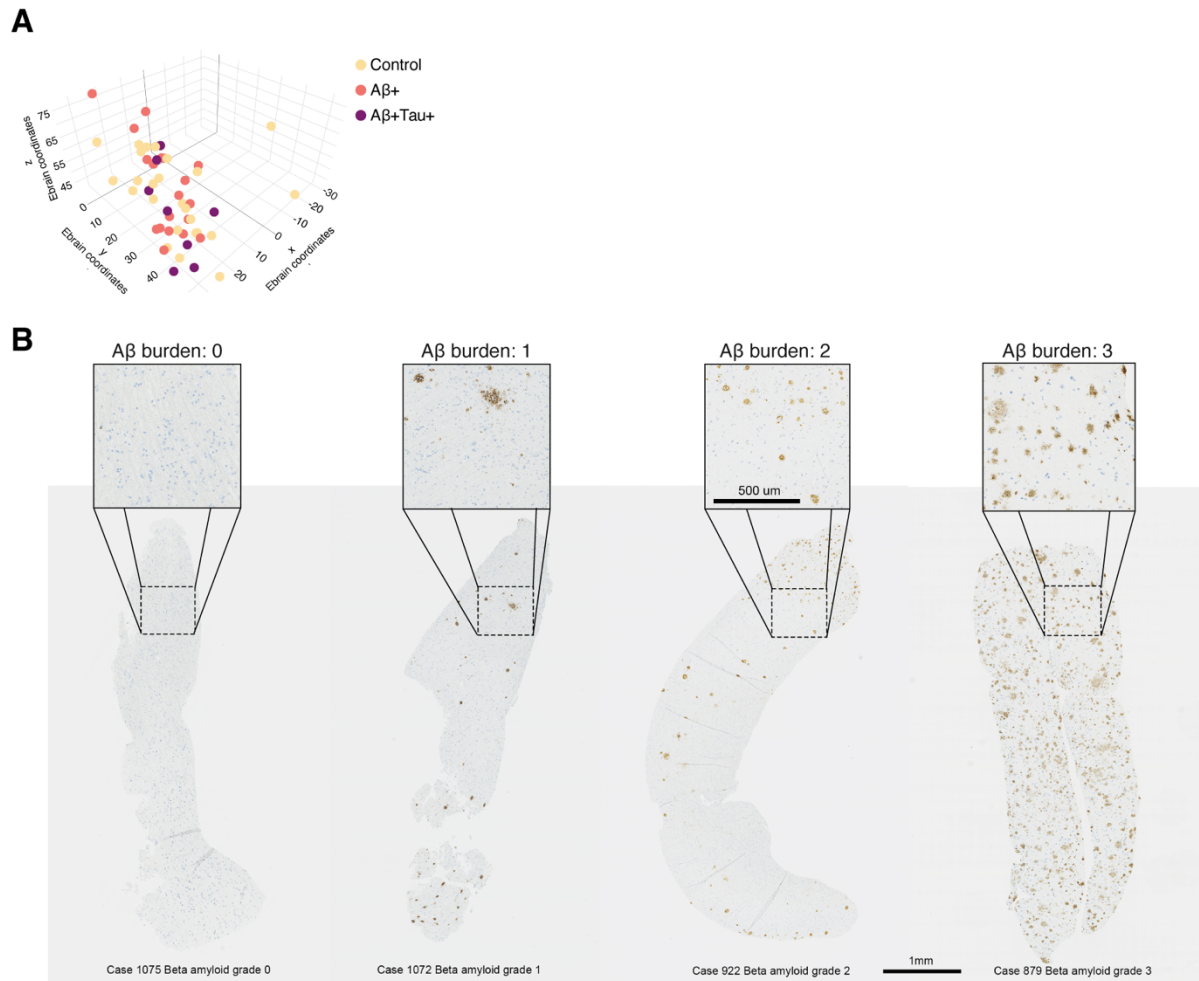 A
Control
Aβ+
Aβ+Tau+
75
65
55
45
Ebrain coordinates
z
0
10
20
30
40
y
Ebrain coordinates
-30
-20
-10
0
10
20
x
Ebrain coordinates
B
Aβ burden: 0
Aβ burden: 1
Aβ burden: 2
Aβ burden: 3
500 um
Case 1075 Beta amyloid grade 0
Case 1072 Beta amyloid grade 1
Case 922 Beta amyloid grade 2
1mm
Case 879 Beta amyloid grade 3